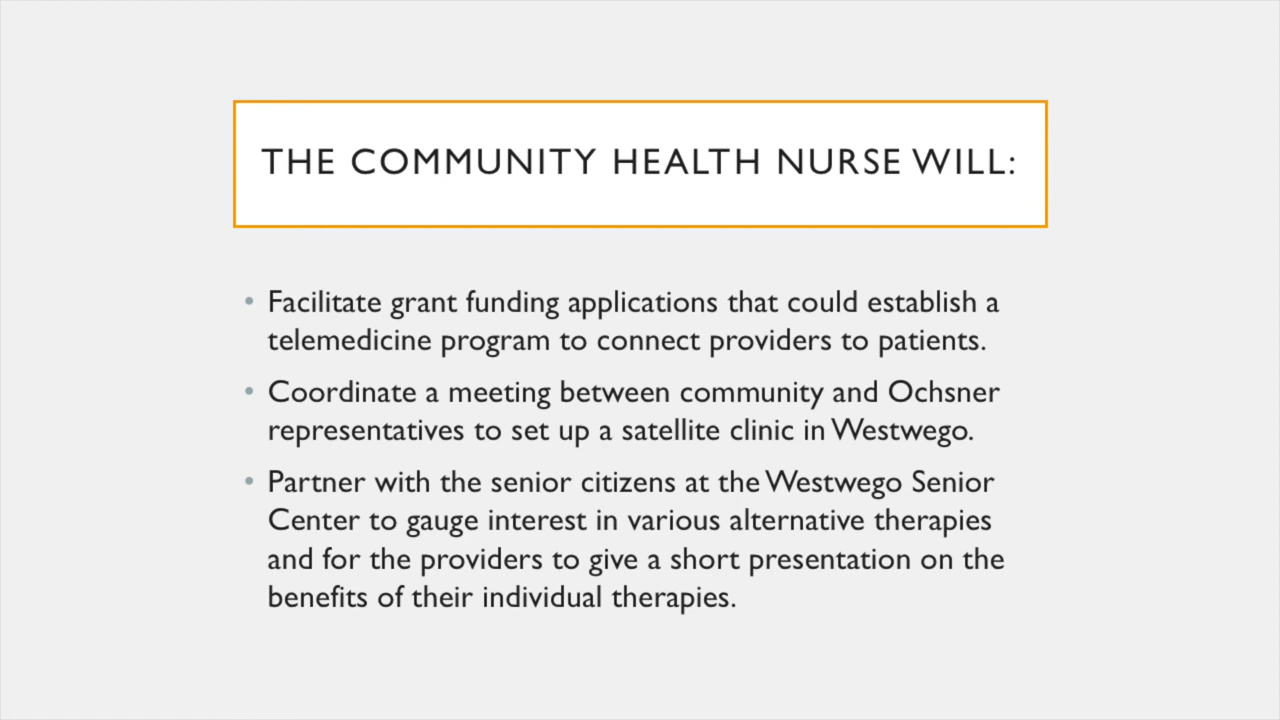 THE COMMUNITY HEALTH NURSE WILL:
• Facilitate grant funding applications that could establish a
telemedicine program to connect providers to patients.
• Coordinate a meeting between community and Ochsner
representatives to set up a satellite clinic in Westwego.
• Partner with the senior citizens at the Westwego Senior
Center to gauge interest in various alternative therapies
and for the providers to give a short presentation on the
benefits of their individual therapies.